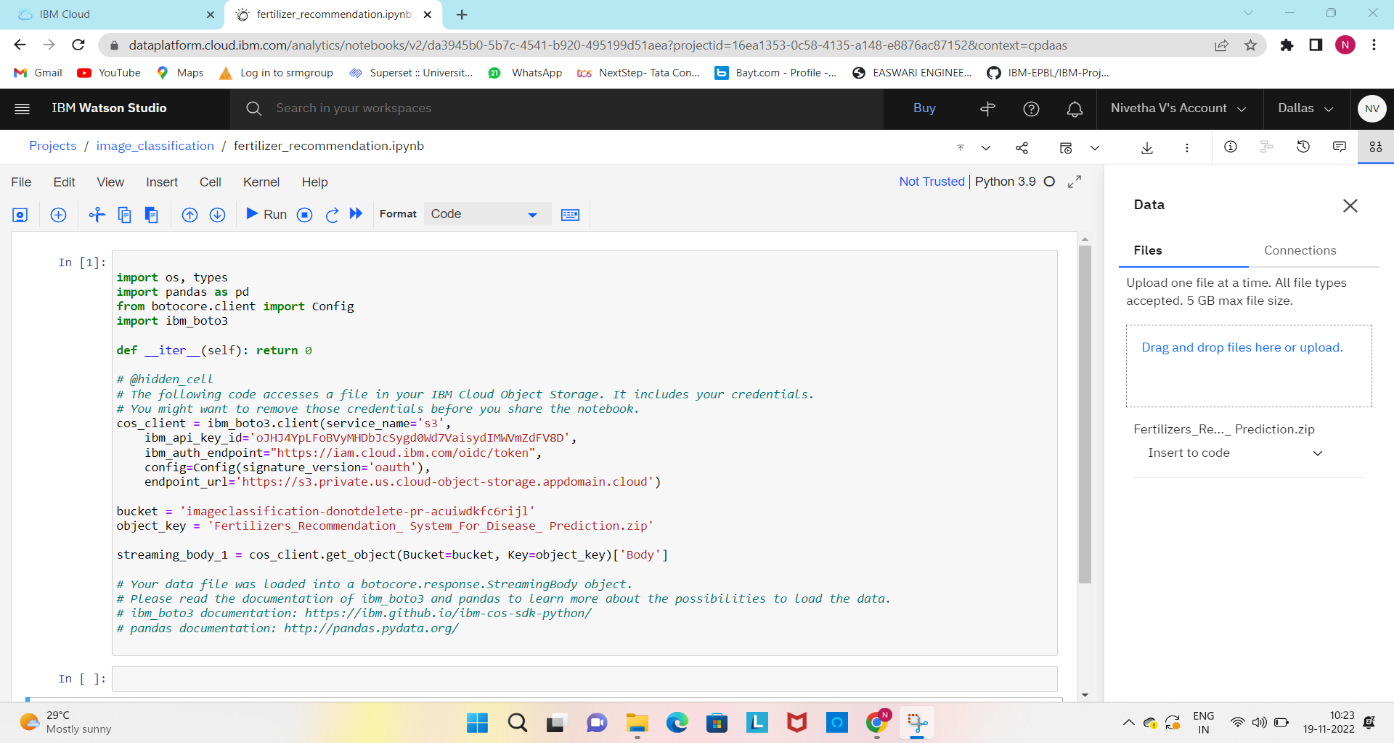 IBM Cloud
fertilizer_recommendation.ipynb
dataplatform.cloud.ibm.com/analytics/notebooks/v2/da3945b0-5b7c-4541-b920-495199d51aea?projectid=16ea1353-0c58-4135-a148-e8876ac87152&context=cpdaas
N
Gmail YouTube Maps Log in to srmgroup Superset :: Universit... 21 WhatsApp tcs NextStep- Tata Con... b Bayt.com - Profile -... EASWARI ENGINEE... IBM-EPBL/IBM-Proj...
IBM Watson Studio
Search in your workspaces
Buy
Nivetha V's Account
Dallas
NV
Projects / image_classification / fertilizer_recommendation.ipynb
File Edit View Insert Cell Kernel Help
Not Trusted | Python 3.9
Run
Format Code
In [1]:
import os, types
import pandas as pd
from botocore.client import Config
import ibm_boto3
def __iter__(self): return 0
# @hidden_cell
# The following code accesses a file in your IBM Cloud Object Storage. It includes your credentials.
# You might want to remove those credentials before you share the notebook.
cos_client = ibm_boto3.client(service_name='s3',
ibm_api_key_id='oJHJ4YpLFoBVyMHDbJcSygd0Wd7VaisydIMWVmZdFV8D',
ibm_auth_endpoint="https://iam.cloud.ibm.com/oidc/token",
config=Config(signature_version='oauth'),
endpoint_url='https://s3.private.us.cloud-object-storage.appdomain.cloud')
bucket = 'imageclassification-donotdelete-pr-acuiwdkfc6rijl'
object_key = 'Fertilizers_Recommendation_ System_For_Disease_ Prediction.zip'
streaming_body_1 = cos_client.get_object(Bucket=bucket, Key=object_key)['Body']
# Your data file was loaded into a botocore.response.StreamingBody object.
# Please read the documentation of ibm_boto3 and pandas to learn more about the possibilities to load the data.
# ibm_boto3 documentation: https://ibm.github.io/ibm-cos-sdk-python/
# pandas documentation: http://pandas.pydata.org/
In [ ]:
Data
Files Connections
Upload one file at a time. All file types
accepted. 5 GB max file size.
Drag and drop files here or upload.
Fertilizers_Re..._ Prediction.zip
Insert to code
29°C
Mostly sunny
L
N
ENG
IN
10:23
19-11-2022